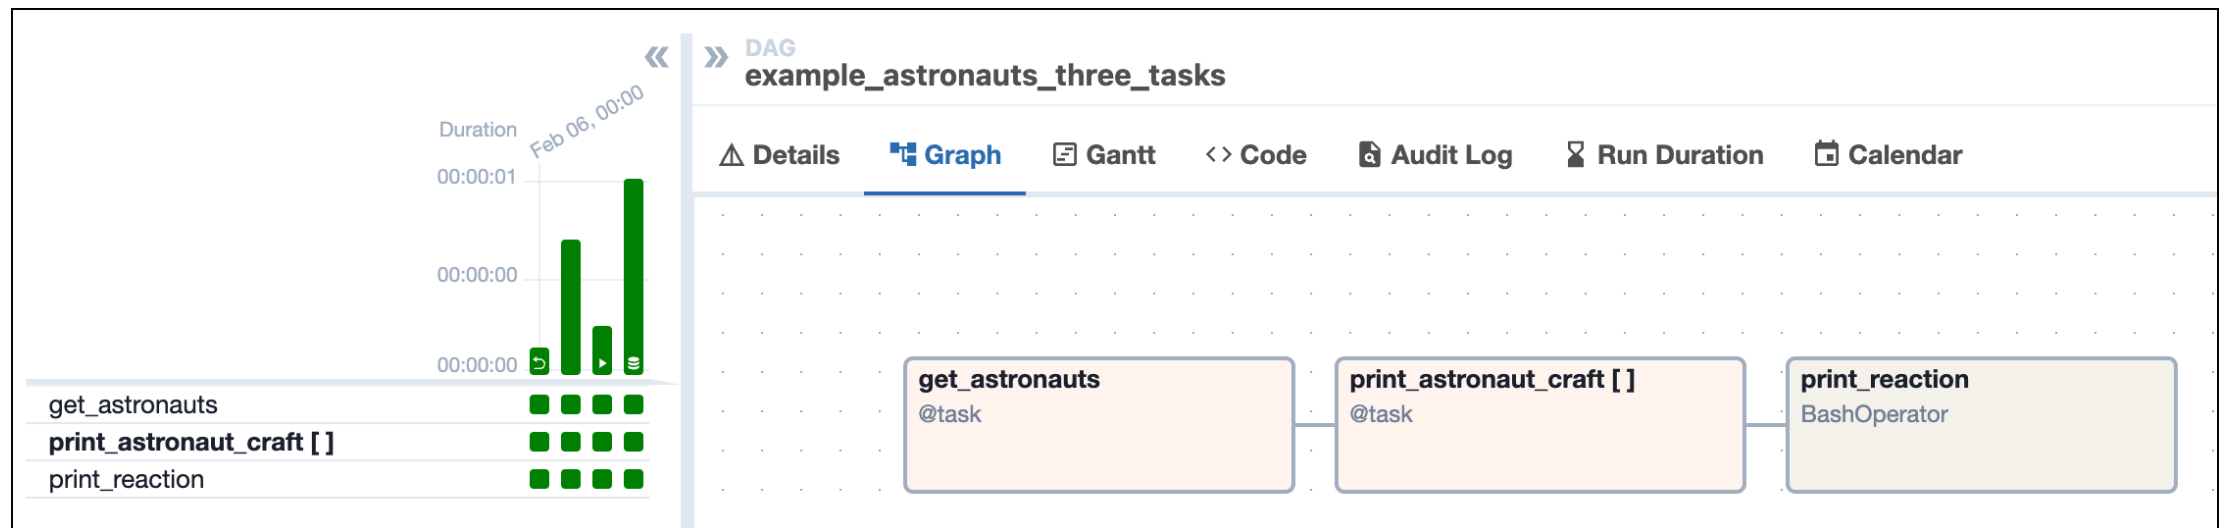 DAG
example_astronauts_three_tasks
Duration
Feb 06, 00:00
00:00:01
00:00:00
00:00:00
get_astronauts
print_astronaut_craft [ ]
print_reaction
Details
Graph
Gantt
Code
Audit Log
Run Duration
Calendar
get_astronauts
@task
print_astronaut_craft [ ]
@task
print_reaction
BashOperator